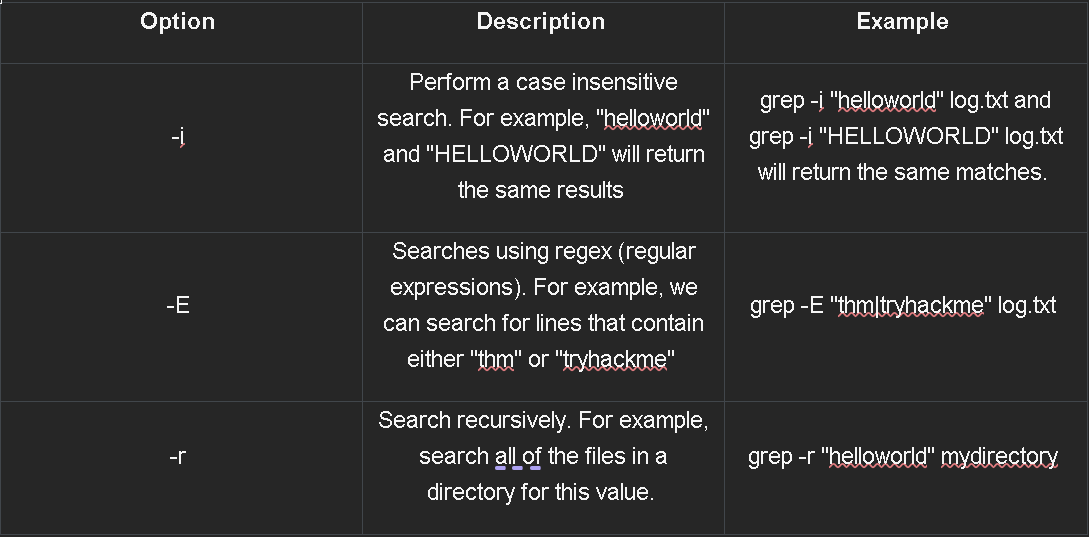 Option
Description
Example
-i
Perform a case insensitive
search. For example, "helloworld"
and "HELLOWORLD" will return
the same results
grep -i "helloworld" log.txt and
grep -i "HELLOWORLD" log.txt
will return the same matches.
-E
Searches using regex (regular
expressions). For example, we
can search for lines that contain
either "thm" or "tryhackme"
grep -E "thm|tryhackme" log.txt
-r
Search recursively. For example,
search all of the files in a
directory for this value.
grep -r "helloworld" mydirectory